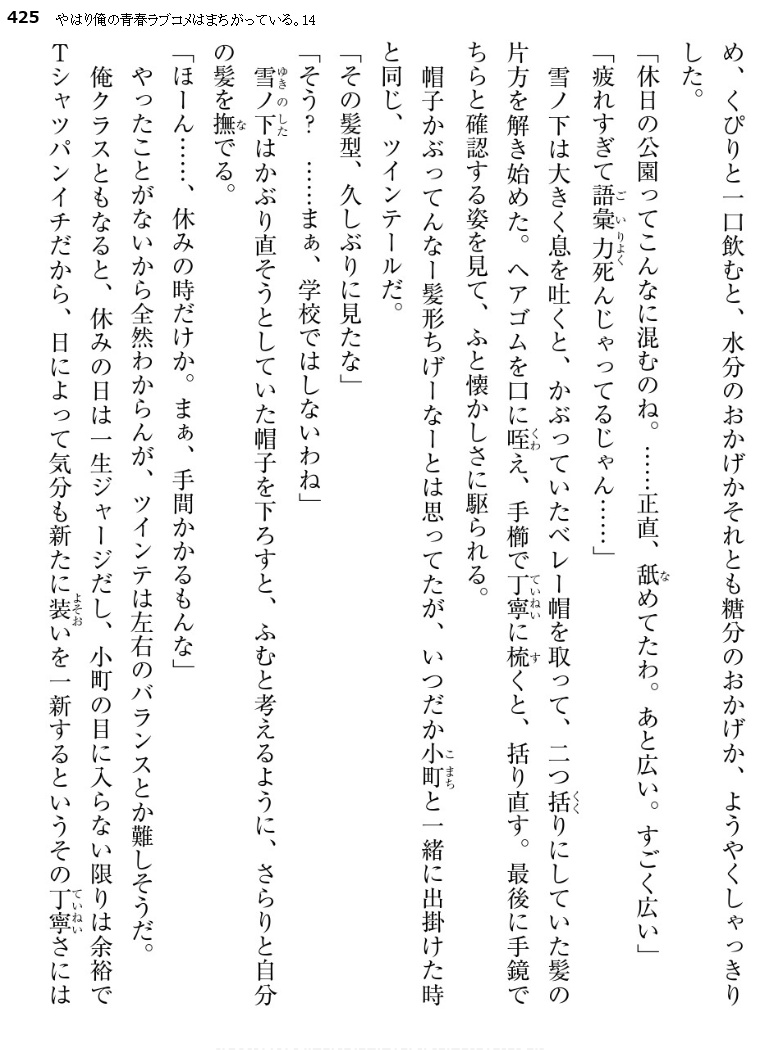 425 やはり俺の青春ラブコメはまちがっている。14
め、くぴりと一口飲むと、水分のおかげかそれとも糖分のおかげか、ようやくしゃっきり
した。
「休日の公園ってこんなに混むのね。……正直、舐めてたわ。あと広い。すごく広い」
「疲れすぎて語彙力死んじゃってるじゃん……」
雪ノ下は大きく息を吐くと、かぶっていたベレー帽を取って、二つ括りにしていた髪の
片方を解き始めた。ヘアゴムを口に咥え、手櫛で丁寧に梳くと、括り直す。最後に手鏡で
ちらと確認する姿を見て、ふと懐かしさに駆られる。
帽子かぶってんなー髪形ちげーなーとは思ってたが、いつだか小町と一緒に出掛けた時
と同じ、ツインテールだ。
「その髪型、久しぶりに見たな」
「そう？　……まぁ、学校ではしないわね」
雪ノ下はかぶり直そうとしていた帽子を下ろすと、ふむと考えるように、さらりと自分
の髪を撫でる。
「ほーん……、休みの時だけか。まぁ、手間かかるもんな」
やったことがないから全然わからんが、ツインテは左右のバランスとか難しそうだ。
俺クラスともなると、休みの日は一生ジャージだし、小町の目に入らない限りは余裕で
Tシャツパンイチだから、日によって気分も新たに装いを一新するというその丁寧さには